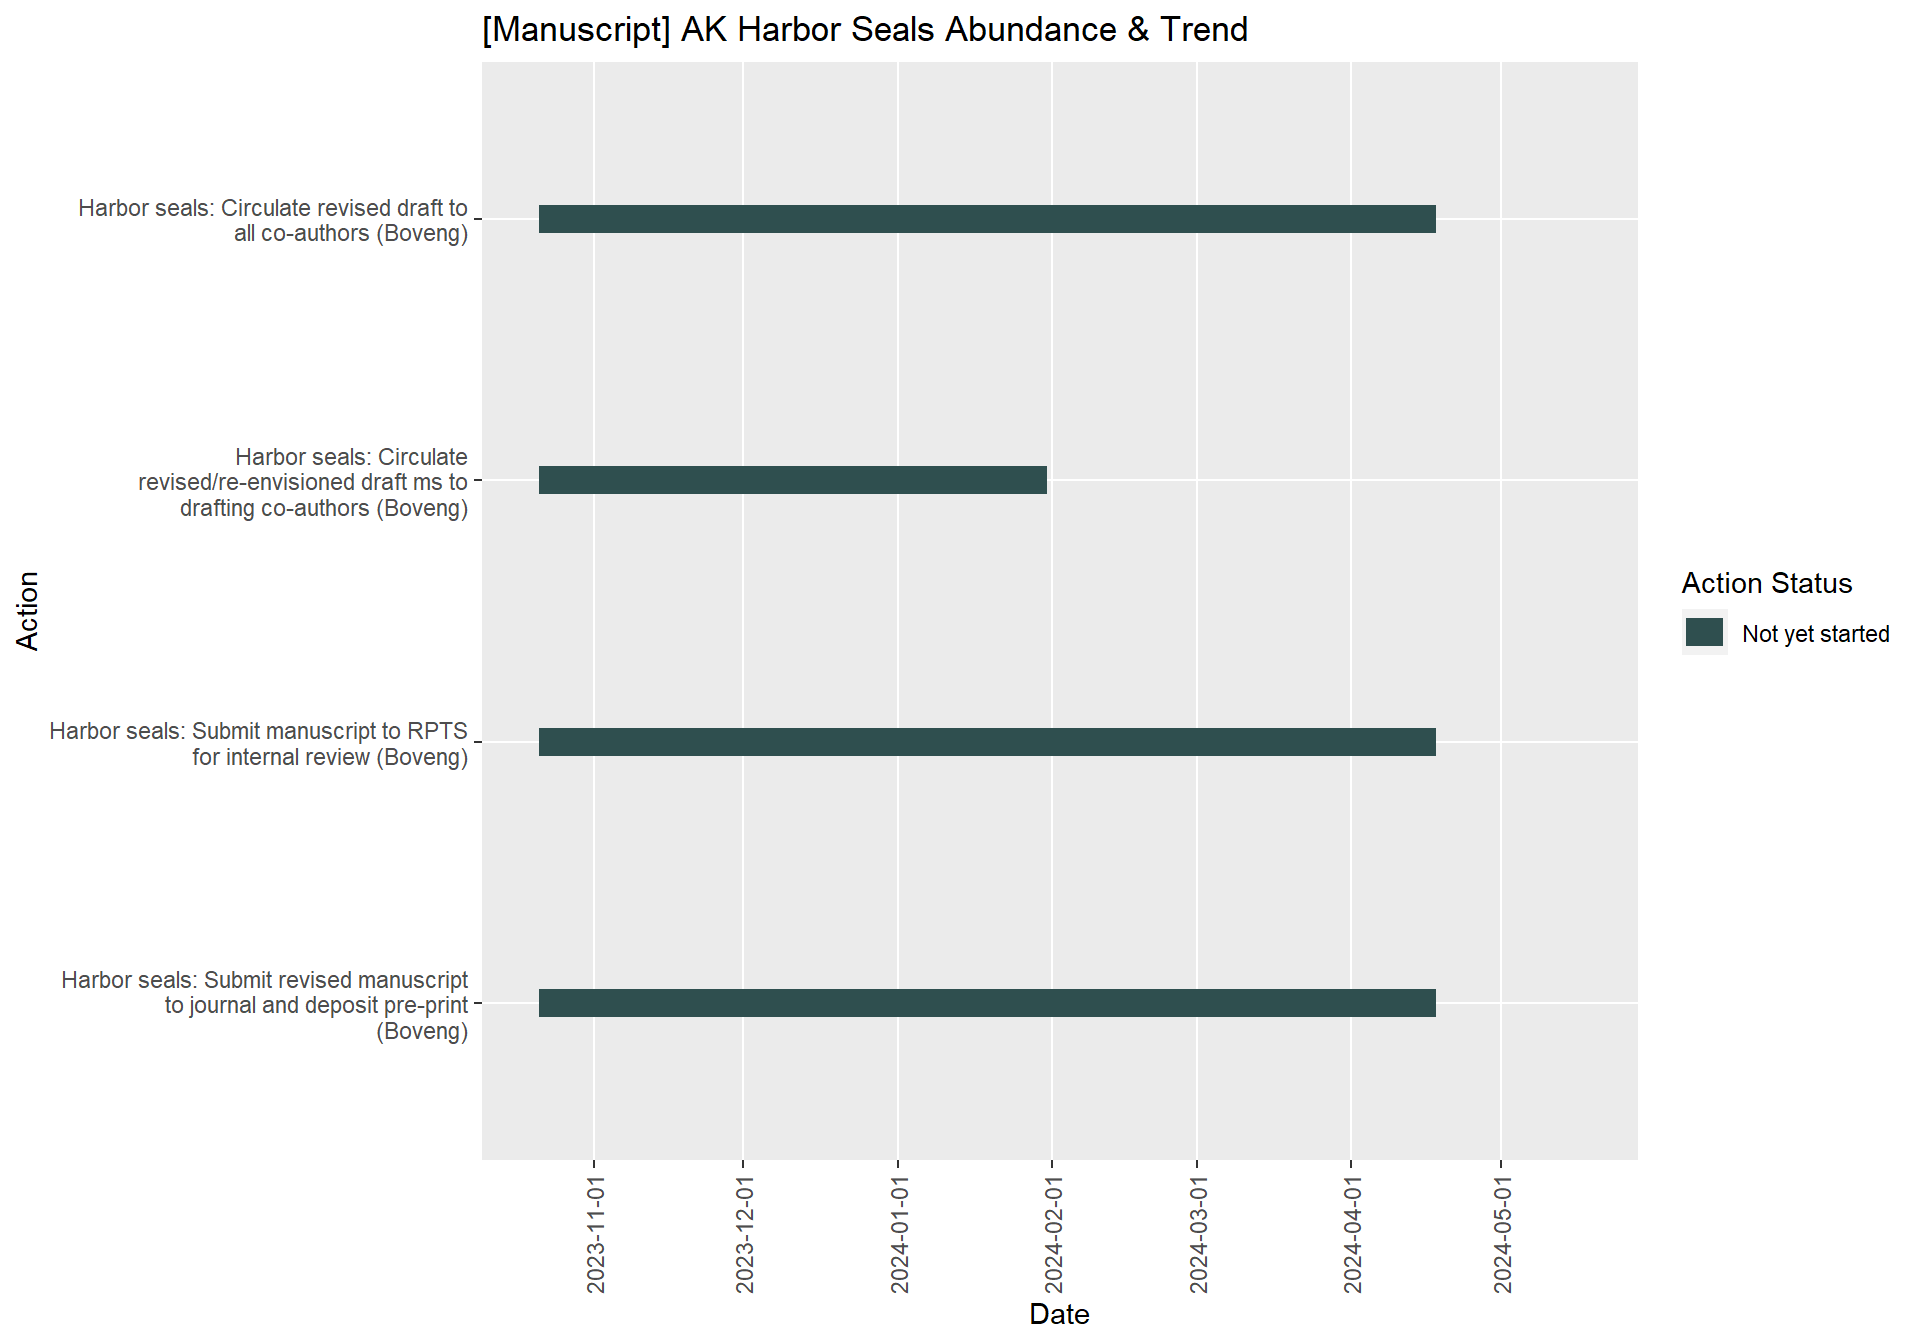 [Manuscript] AK Harbor Seals Abundance & Trend
Harbor seals: Circulate revised draft to
all co-authors (Boveng)
Harbor seals: Circulate
revised/re-envisioned draft ms to
drafting co-authors (Boveng)
Harbor seals: Submit manuscript to RPTS
for internal review (Boveng)
Harbor seals: Submit revised manuscript
to journal and deposit pre-print
(Boveng)
Action
2023-11-01
2023-12-01
2024-01-01
2024-02-01
2024-03-01
2024-04-01
2024-05-01
Date
Action Status
Not yet started